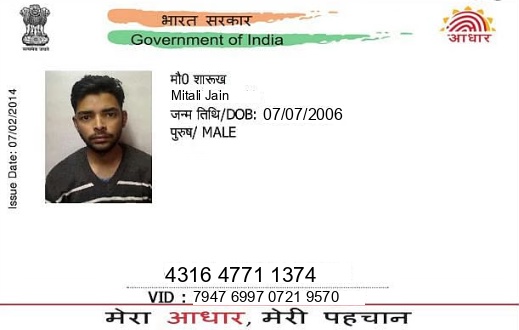 भारत सरकार
Government of India
आधार
Issue Date: 07/02/2014
मौ0 शारूख
Mitali Jain
जन्म तिथि/DOB: 07/07/2006
पुरुष/ MALE
4316 4771 1374
VID : 7947 6997 0721 9570
मेरा आधार, मेरी पहचान